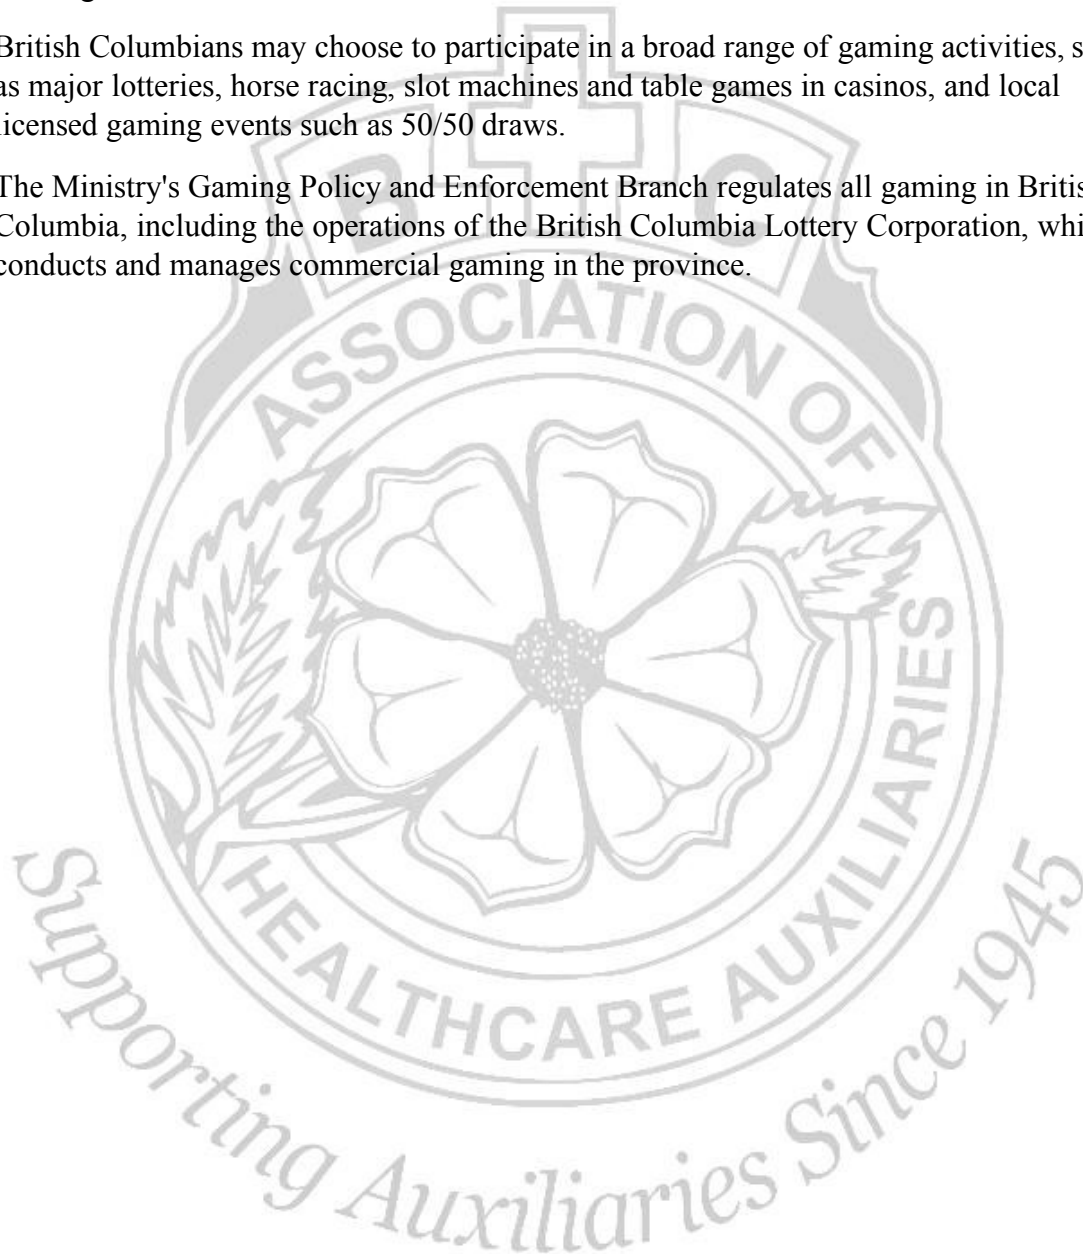 British Columbians may choose to participate in a broad range of gaming activities, s
as major lotteries, horse racing, slot machines and table games in casinos, and local
licensed gaming events such as 50/50 draws.
The Ministry's Gaming Policy and Enforcement Branch regulates all gaming in Britis
Columbia, including the operations of the British Columbia Lottery Corporation, whi
conducts and manages commercial gaming in the province.
B C
ASSOCIATION OF
HEALTHCARE AUXILIARIES
Supporting Auxiliaries Since 1945